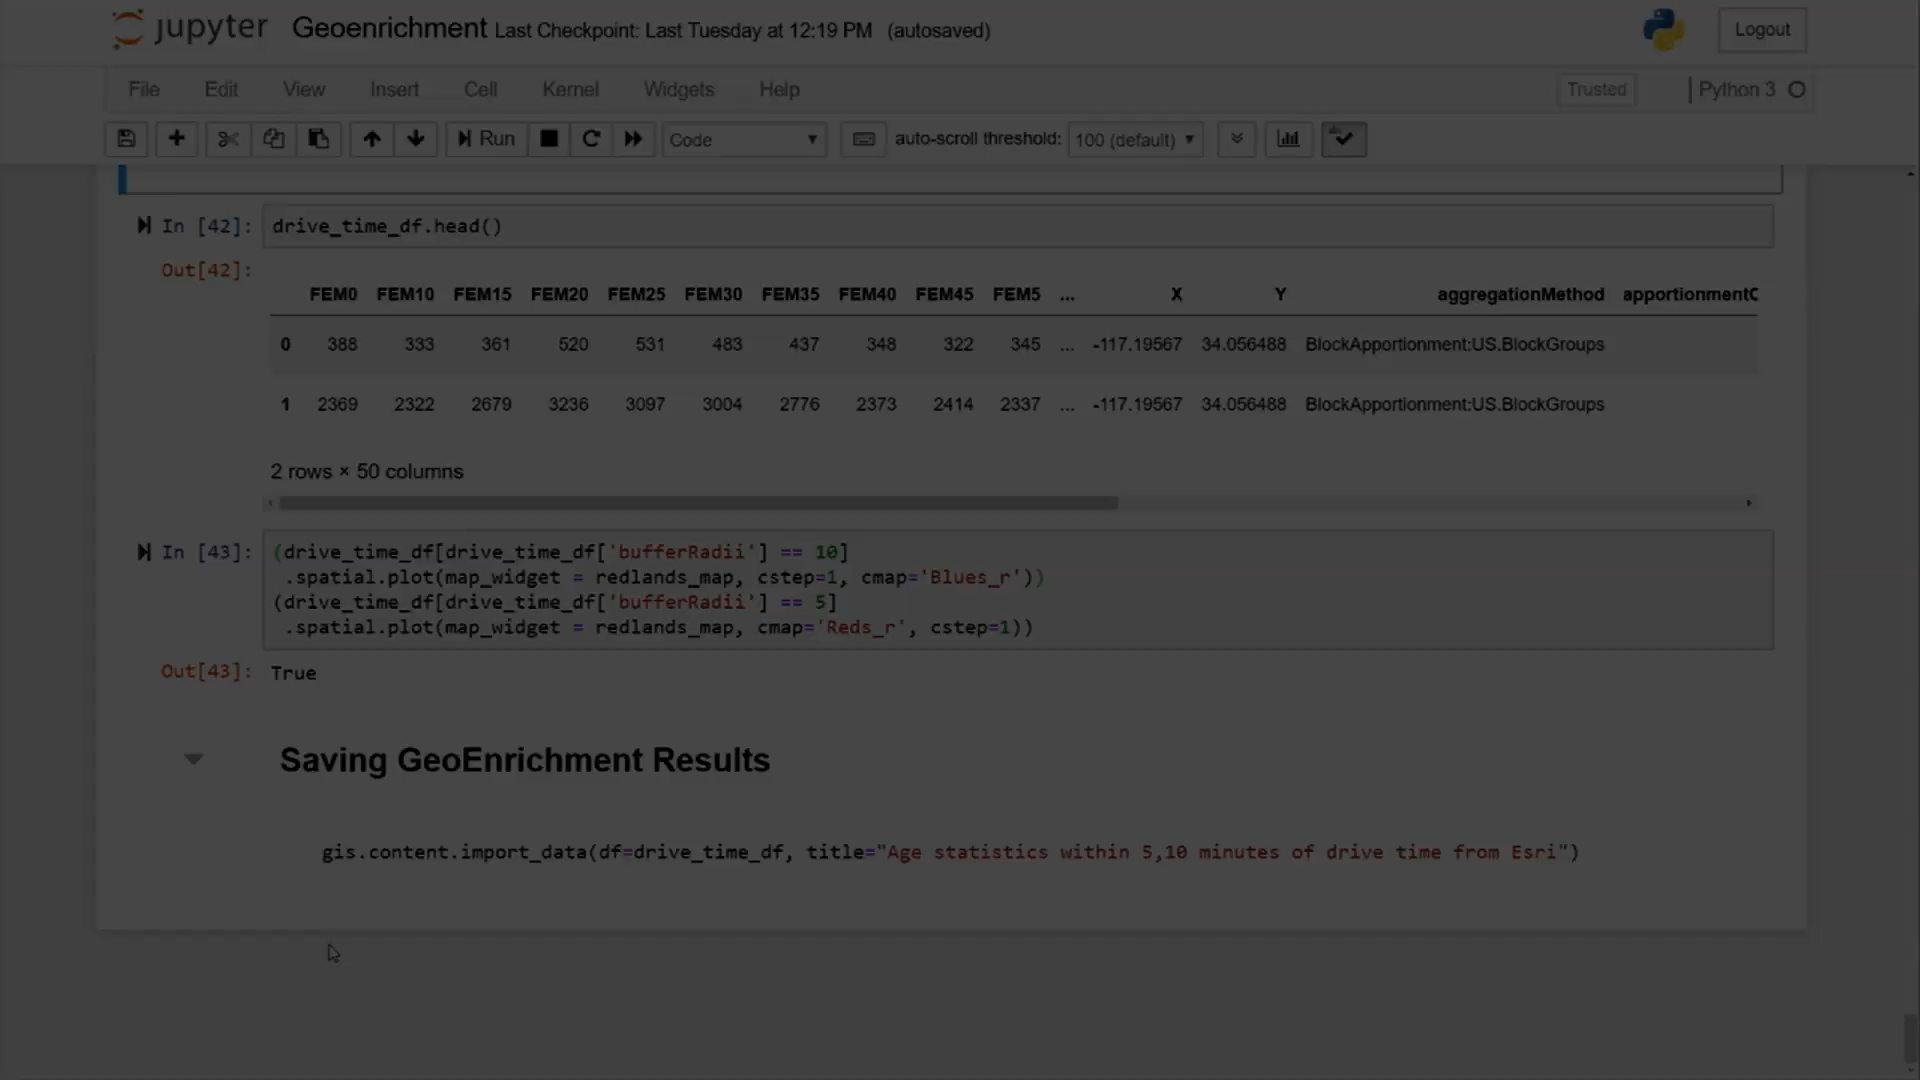 jupyter Geoenrichment Last Checkpoint: Last Tuesday at 12:19 PM (autosaved) Logout
File Edit View Insert Cell Kernel Widgets Help Trusted Python 3
Run Code auto-scroll threshold: 100 (default)
In [42]: drive_time_df.head()
Out[42]:
FEM0 FEM10 FEM15 FEM20 FEM25 FEM30 FEM35 FEM40 FEM45 FEM5 ... X Y aggregationMethod apportionmentC
0 388 333 361 520 531 483 437 348 322 345 ... -117.19567 34.056488 BlockApportionment:US.BlockGroups
1 2369 2322 2679 3236 3097 3004 2776 2373 2414 2337 ... -117.19567 34.056488 BlockApportionment:US.BlockGroups
2 rows × 50 columns
In [43]: (drive_time_df[drive_time_df['bufferRadii'] == 10]
.spatial.plot(map_widget = redlands_map, cstep=1, cmap='Blues_r'))
(drive_time_df[drive_time_df['bufferRadii'] == 5]
.spatial.plot(map_widget = redlands_map, cmap='Reds_r', cstep=1))
Out[43]: True
Saving GeoEnrichment Results
gis.content.import_data(df=drive_time_df, title="Age statistics within 5,10 minutes of drive time from Esri")